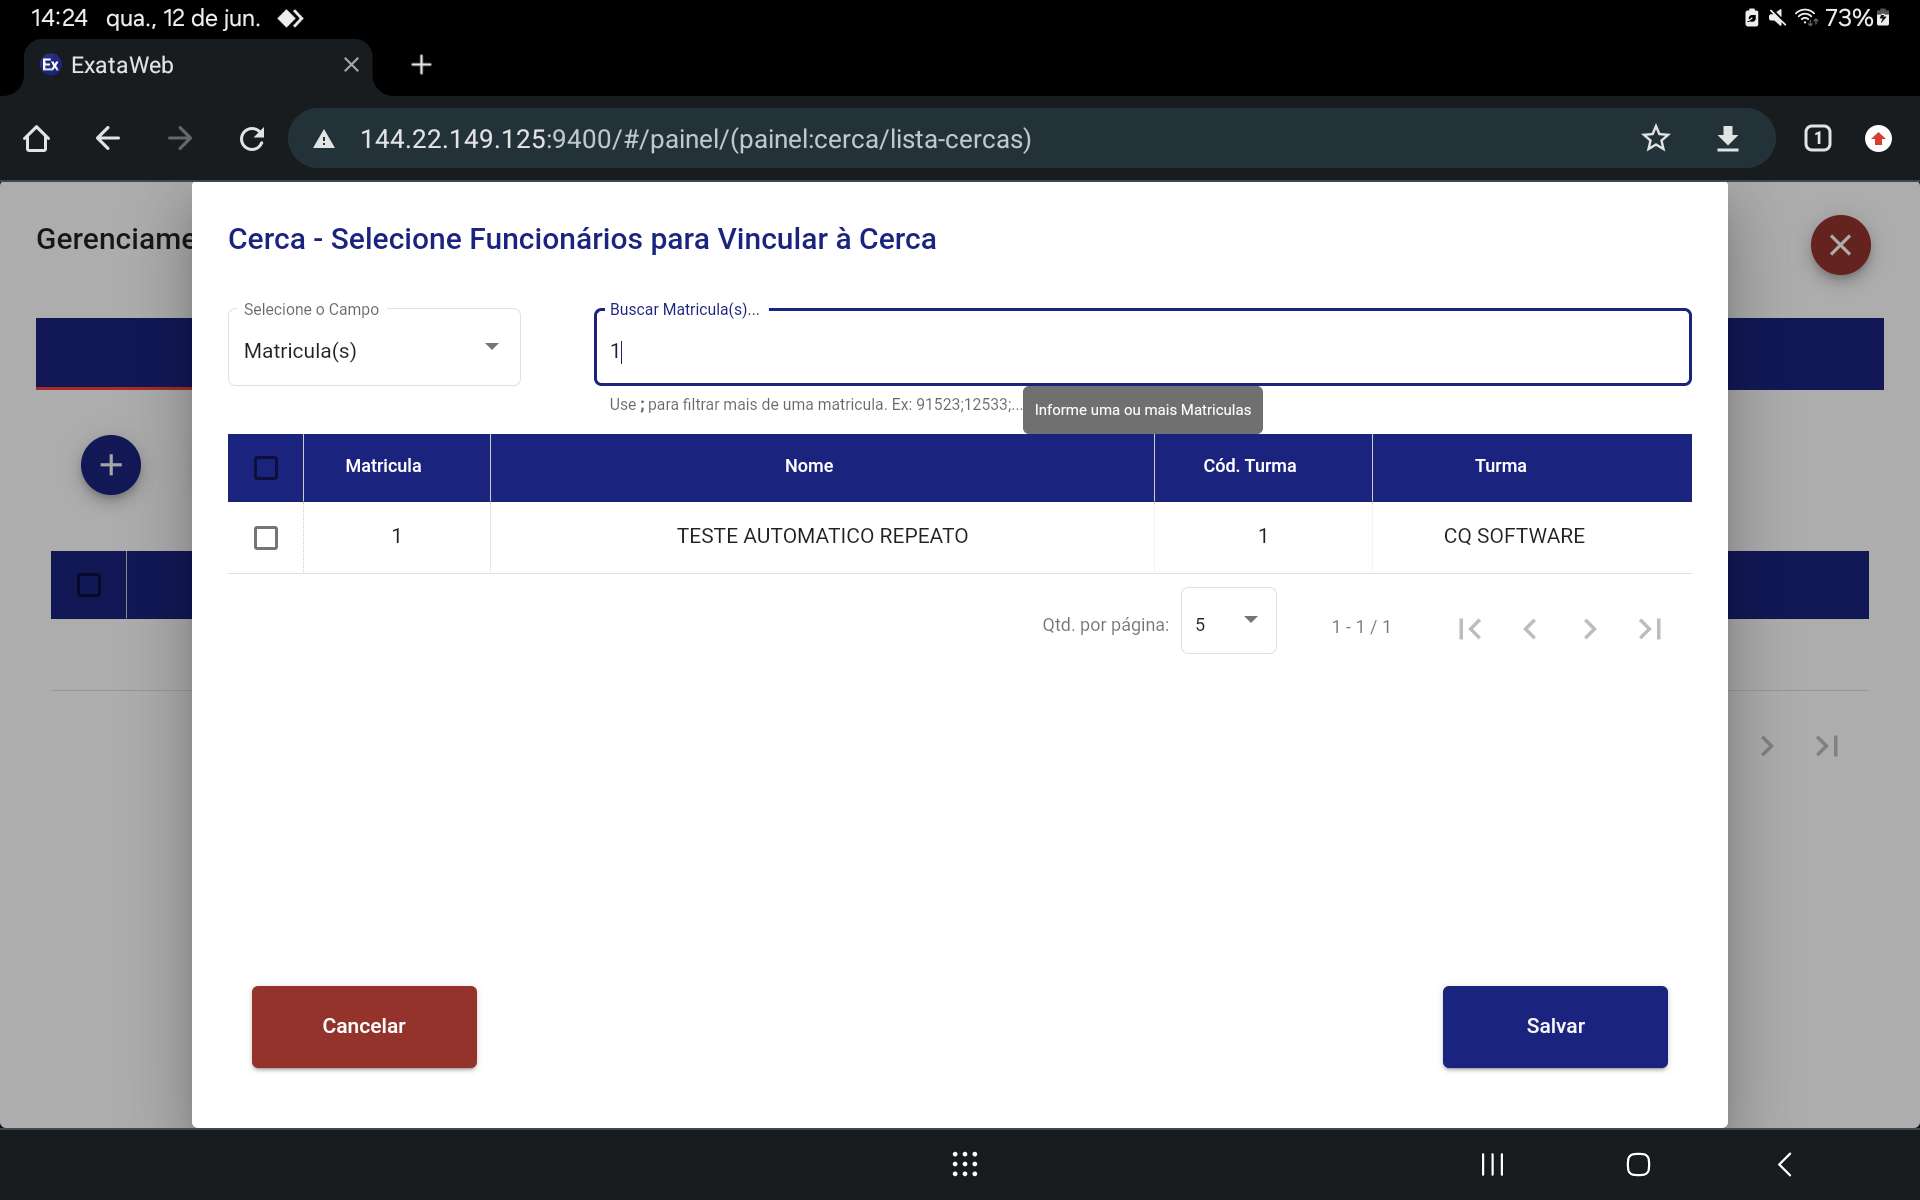 14:24 qua., 12 de jun. 73%
Ex ExataWeb
144.22.149.125:9400/#/painel/(painel:cerca/lista-cercas) 1
Gerenciame
Cerca - Selecione Funcionários para Vincular à Cerca
Selecione o Campo
Matricula(s)
Buscar Matricula(s)...
1
Use ; para filtrar mais de uma matricula. Ex: 91523;12533;...
Informe uma ou mais Matriculas
Matricula Nome Cód. Turma Turma
1 TESTE AUTOMATICO REPEATO 1 CQ SOFTWARE
Qtd. por página: 5 1 - 1 / 1
Cancelar Salvar